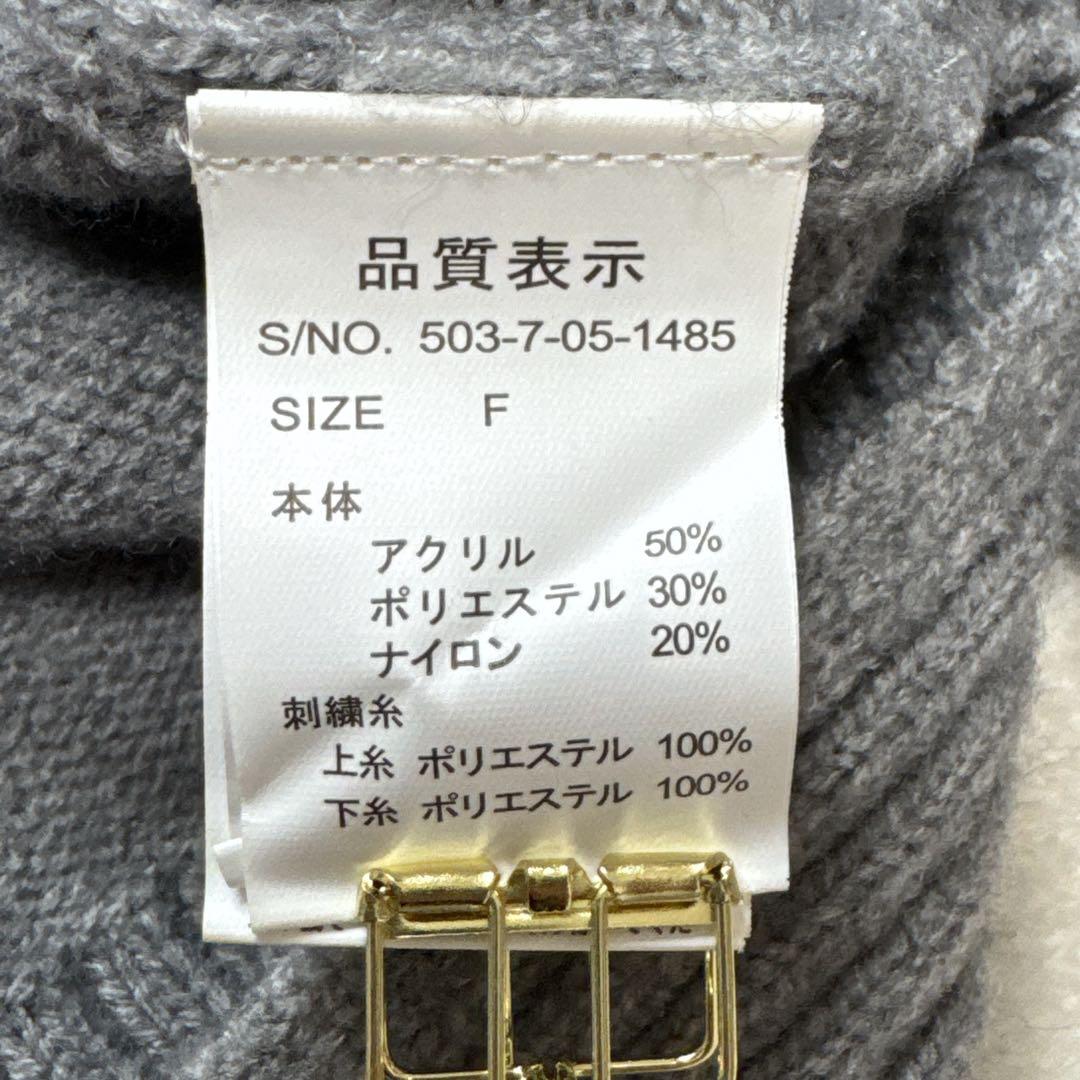 品質表示
S/NO. 503-7-05-1485
SIZE F
本体
アクリル 50%
ポリエステル 30%
ナイロン 20%
刺繍糸
上糸 ポリエステル 100%
下糸 ポリエステル 100%